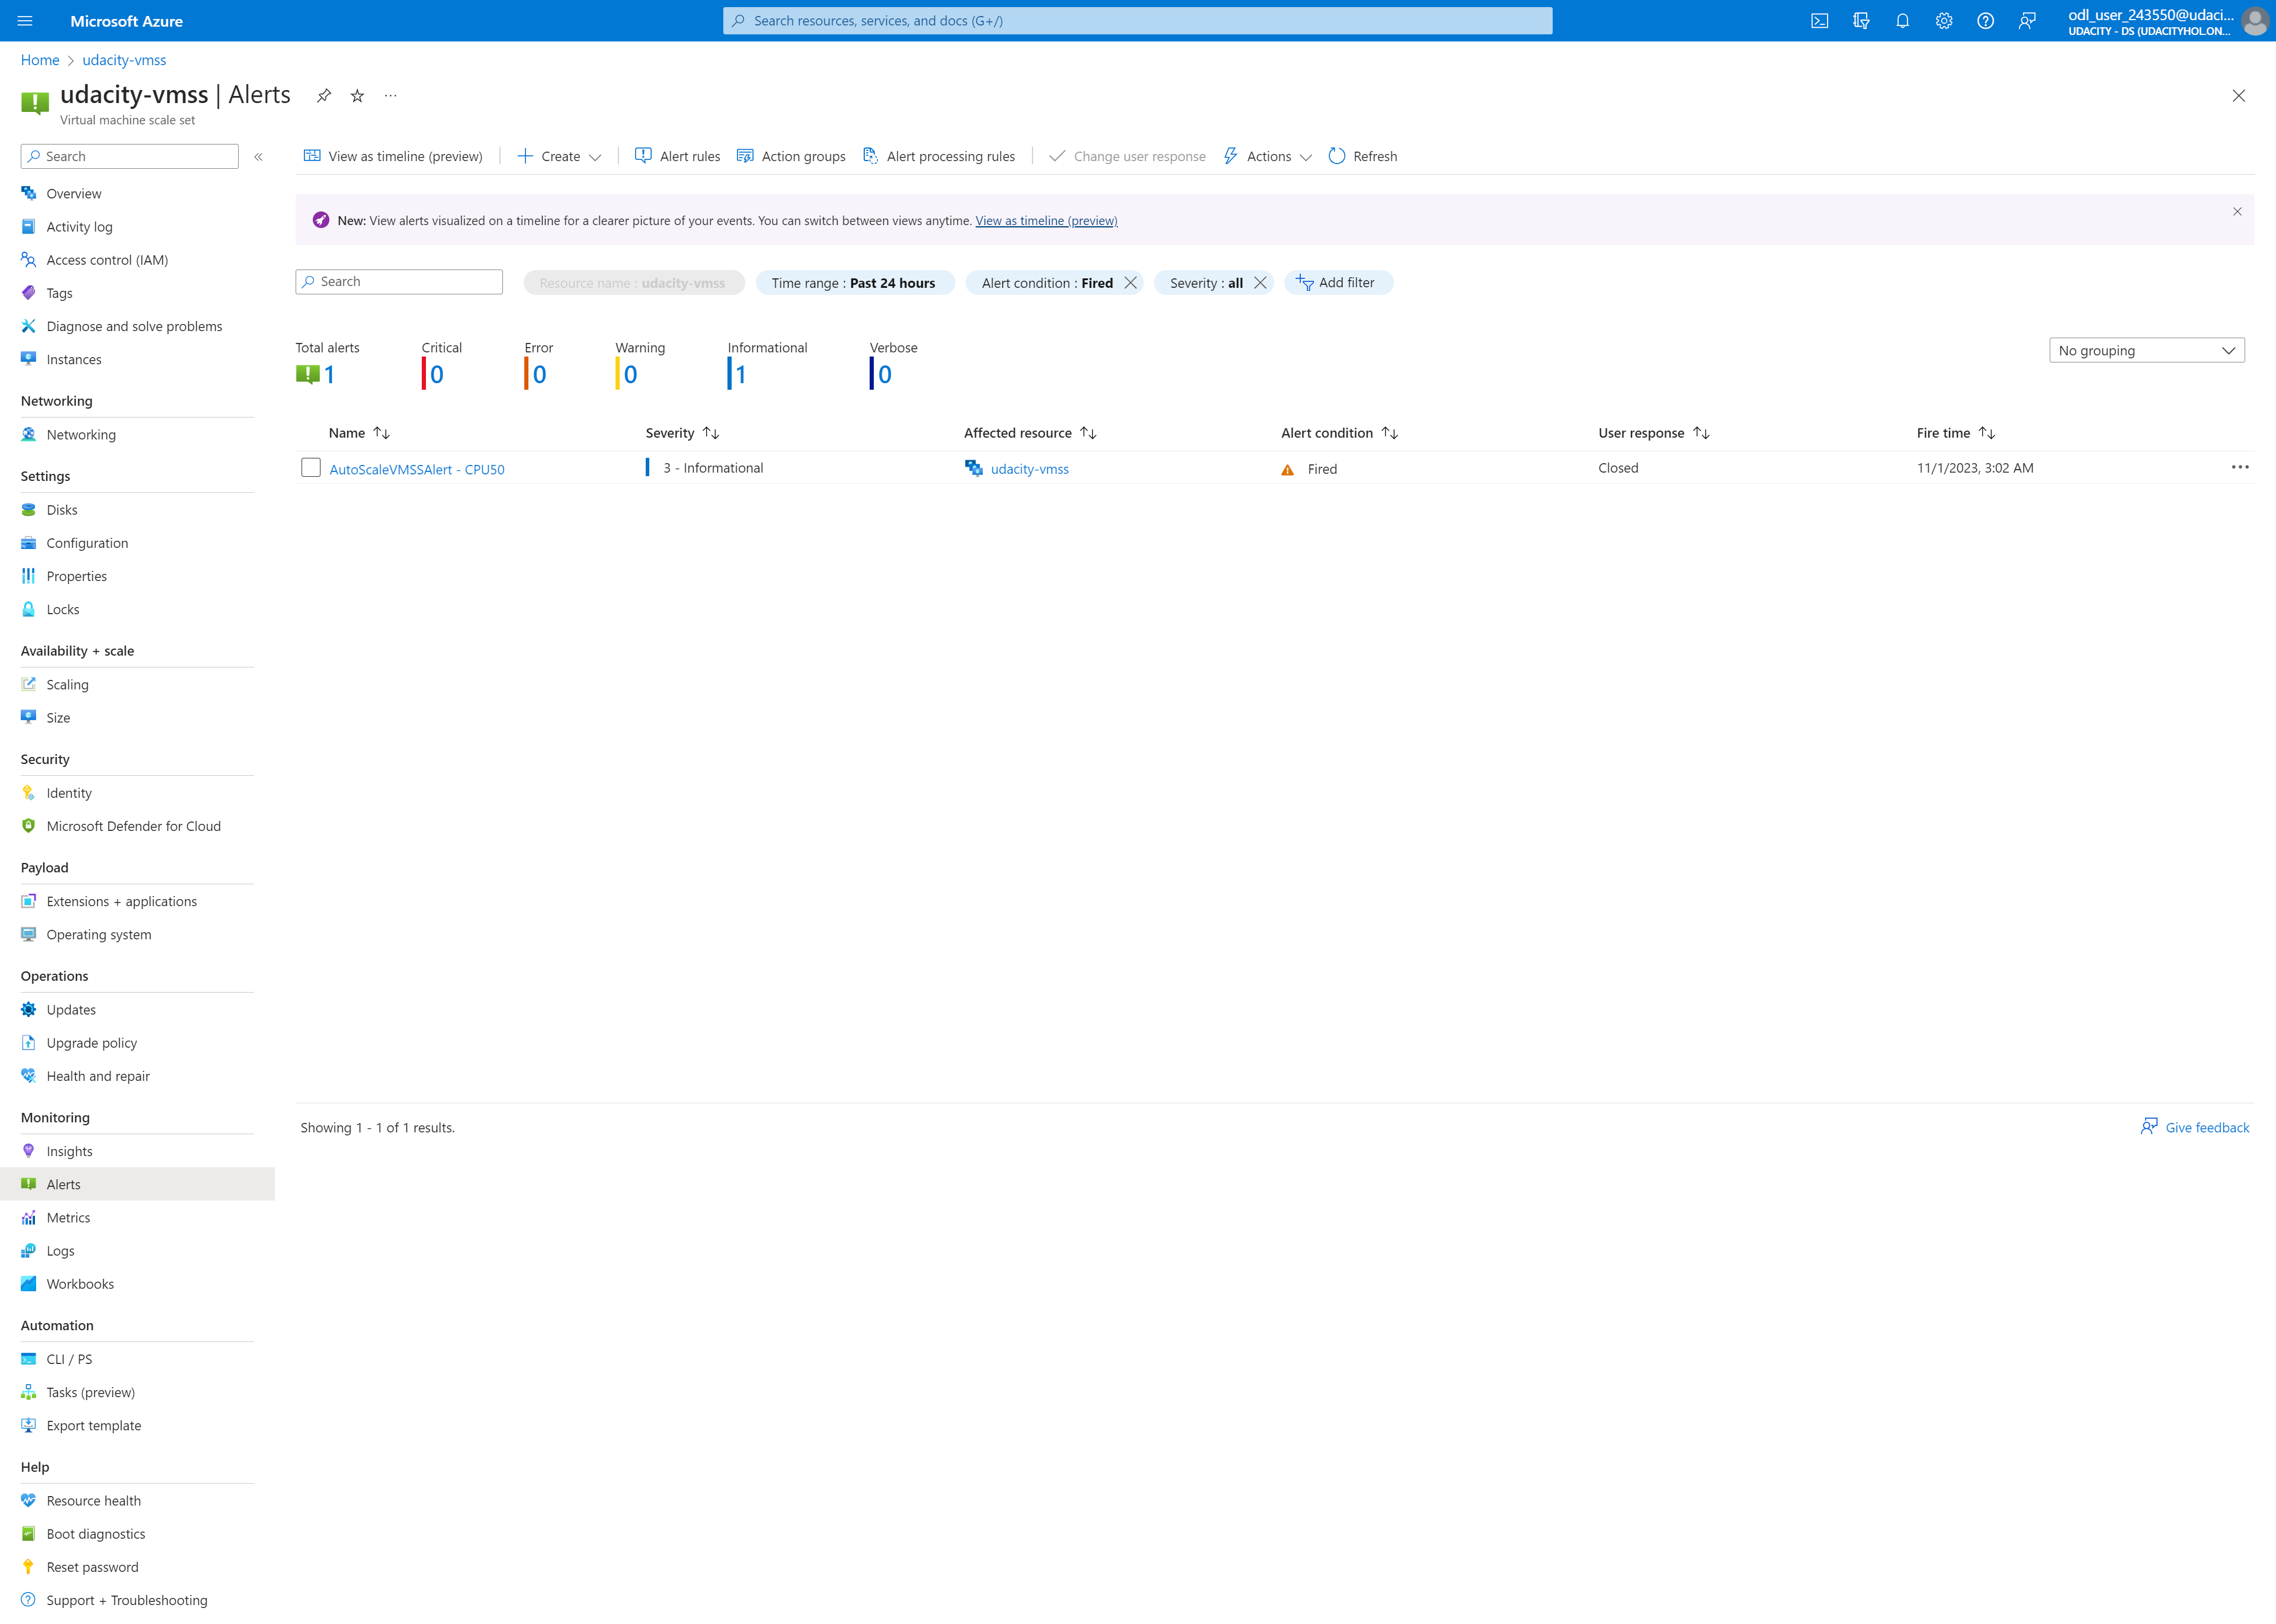 Microsoft Azure
Search resources, services, and docs (G+/)
odl_user_243550@udaci...
UDACITY - DS (UDACITYHOL.ON...
Home > udacity-vmss
udacity-vmss | Alerts
Virtual machine scale set
Search
View as timeline (preview)
Create
Alert rules
Action groups
Alert processing rules
Change user response
Actions
Refresh
New: View alerts visualized on a timeline for a clearer picture of your events. You can switch between views anytime. View as timeline (preview)
Search
Resource name : udacity-vmss
Time range : Past 24 hours
Alert condition : Fired
Severity : all
Add filter
Total alerts
1
Critical
0
Error
0
Warning
0
Informational
1
Verbose
0
No grouping
Name
Severity
Affected resource
Alert condition
User response
Fire time
AutoScaleVMSSAlert - CPU50
3 - Informational
udacity-vmss
Fired
Closed
11/1/2023, 3:02 AM
Showing 1 - 1 of 1 results.
Give feedback
Overview
Activity log
Access control (IAM)
Tags
Diagnose and solve problems
Instances
Networking
Networking
Settings
Disks
Configuration
Properties
Locks
Availability + scale
Scaling
Size
Security
Identity
Microsoft Defender for Cloud
Payload
Extensions + applications
Operating system
Operations
Updates
Upgrade policy
Health and repair
Monitoring
Insights
Alerts
Metrics
Logs
Workbooks
Automation
CLI / PS
Tasks (preview)
Export template
Help
Resource health
Boot diagnostics
Reset password
Support + Troubleshooting